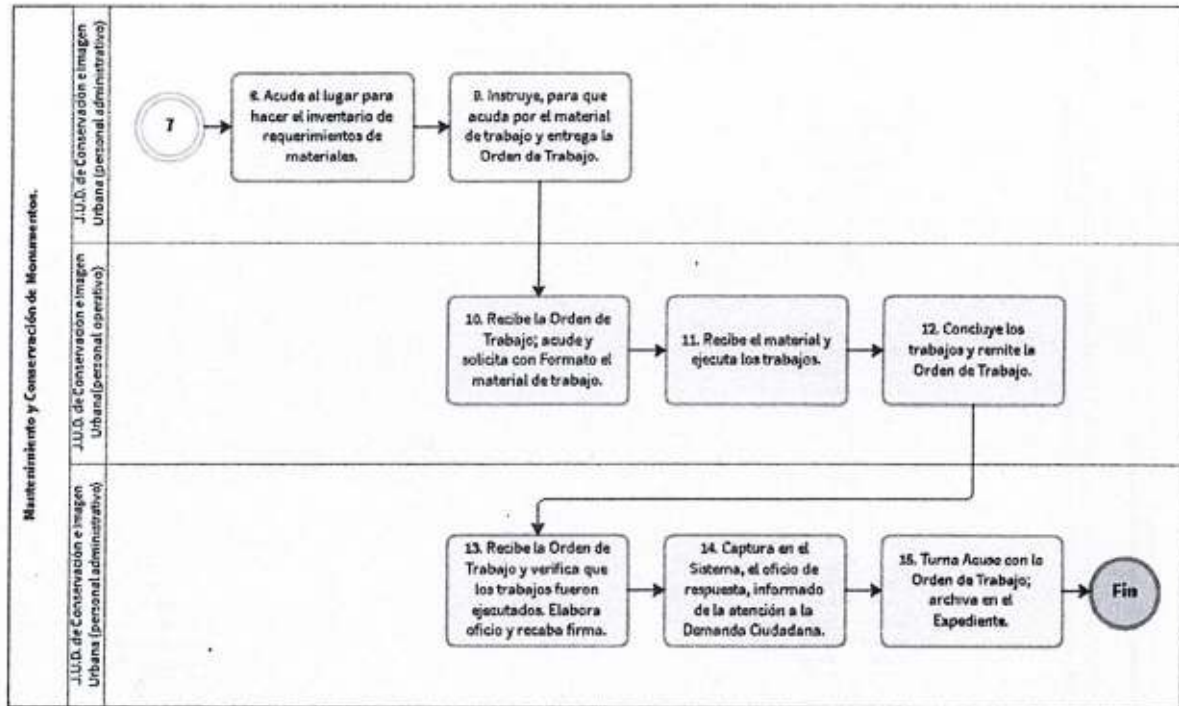 Mantenimiento y Conservación de Monumentos.
J.U.D. de Conservación e Imagen
Urbana (personal administrativo)
7
8. Acude al lugar para
hacer el inventario de
requerimientos de
materiales.
9. Instruye, para que
acuda por el material
de trabajo y entrega la
Orden de Trabajo.
J.U.D. de Conservación e Imagen
Urbana(personal operativo)
10. Recibe la Orden de
Trabajo; acude y
solicita con Formato el
material de trabajo.
11. Recibe el material y
ejecuta los trabajos.
12. Concluye los
trabajos y remite la
Orden de Trabajo.
J.U.D. de Conservación e Imagen
Urbana (personal administrativo)
13. Recibe la Orden de
Trabajo y verifica que
los trabajos fueron
ejecutados. Elabora
oficio y recaba firma.
14. Captura en el
Sistema, el oficio de
respuesta, informado
de la atención a la
Demanda Ciudadana.
15. Turna Acuse con la
Orden de Trabajo;
archiva en el
Expediente.
Fin